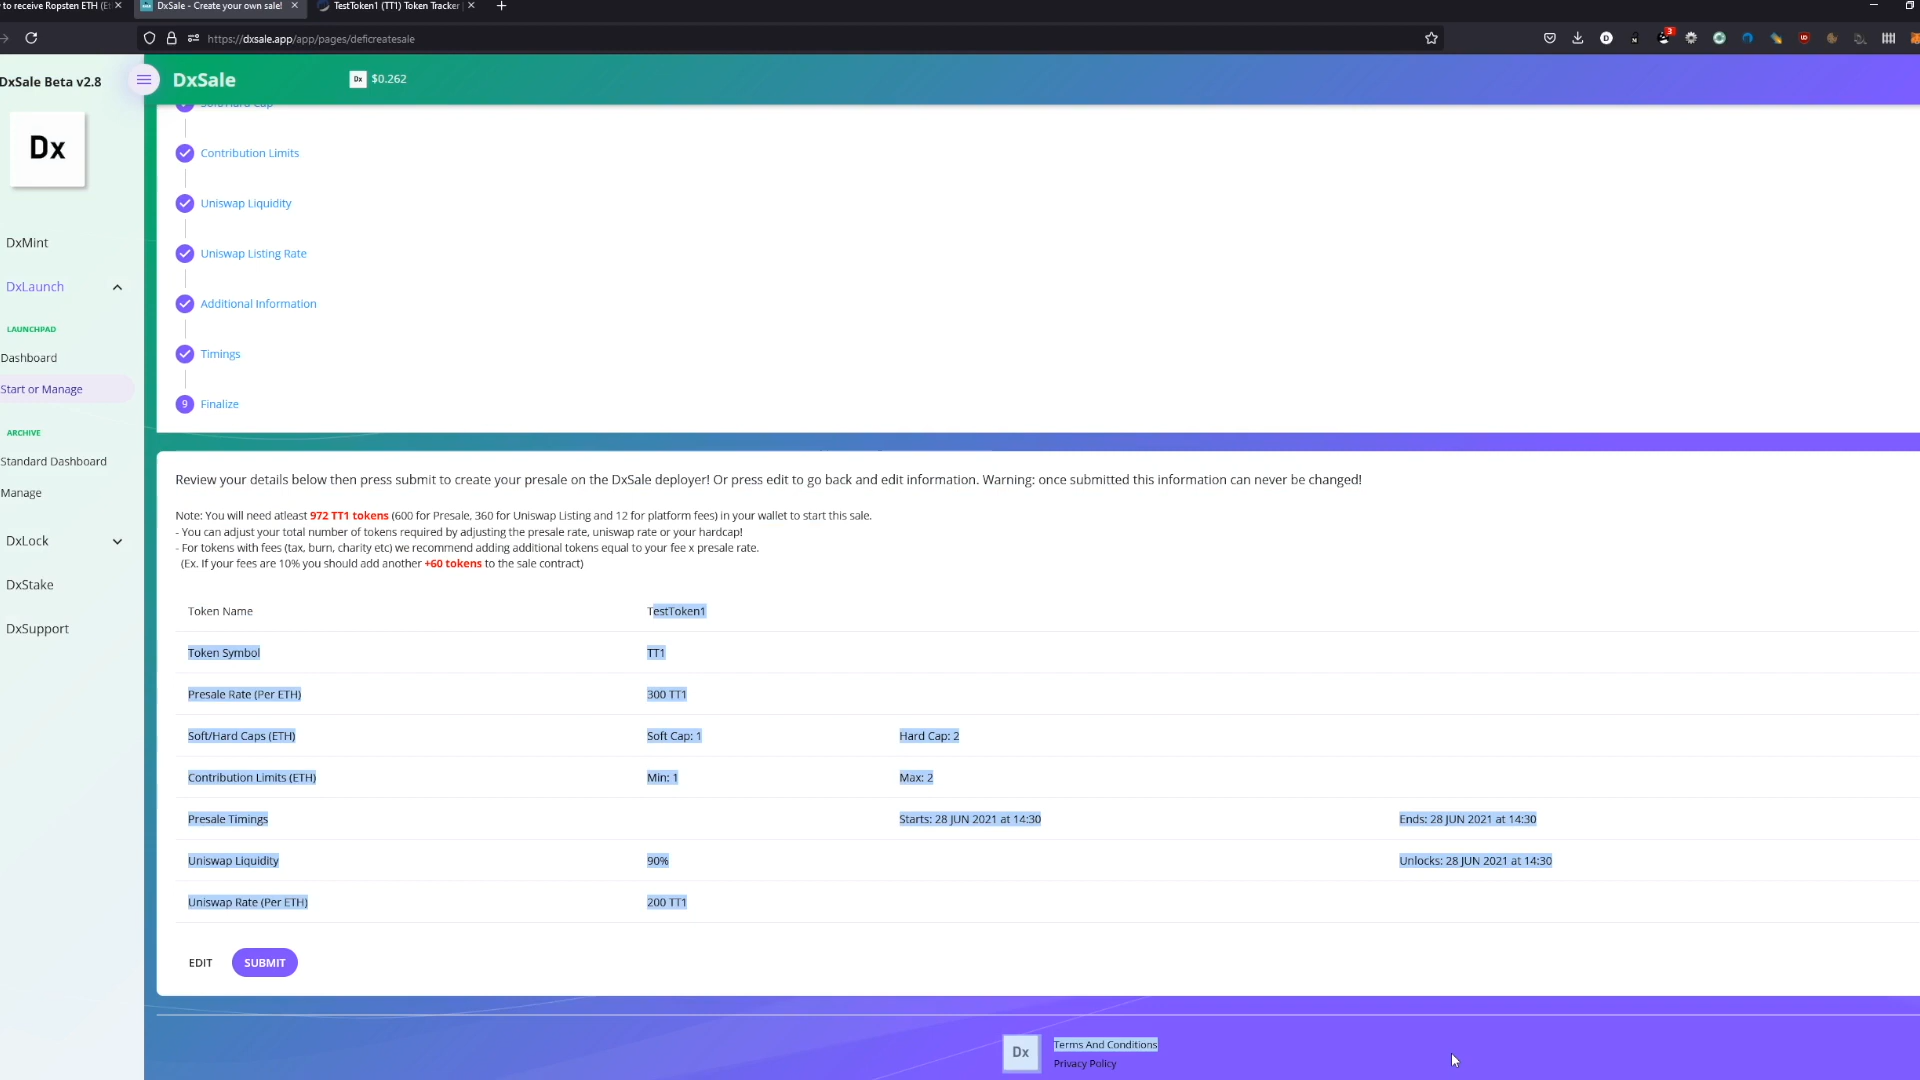 to receive Ropsten ETH (Et
DxSale - Create your own sale!
TestToken1 (TT1) Token Tracker
https://dxsale.app/app/pages/deficreatesale
3
DxSale Beta v2.8
DxSale
Dx
$0.262
Dx
DxMint
DxLaunch
LAUNCHPAD
Dashboard
Start or Manage
ARCHIVE
Standard Dashboard
Manage
DxLock
DxStake
DxSupport
Soft/Hard Cap
Contribution Limits
Uniswap Liquidity
Uniswap Listing Rate
Additional Information
Timings
9 Finalize
Review your details below then press submit to create your presale on the DxSale deployer! Or press edit to go back and edit information. Warning: once submitted this information can never be changed!
Note: You will need atleast 972 TT1 tokens (600 for Presale, 360 for Uniswap Listing and 12 for platform fees) in your wallet to start this sale.
- You can adjust your total number of tokens required by adjusting the presale rate, uniswap rate or your hardcap!
- For tokens with fees (tax, burn, charity etc) we recommend adding additional tokens equal to your fee x presale rate.
(Ex. If your fees are 10% you should add another +60 tokens to the sale contract)
Token Name TestToken1
Token Symbol TT1
Presale Rate (Per ETH) 300 TT1
Soft/Hard Caps (ETH) Soft Cap: 1 Hard Cap: 2
Contribution Limits (ETH) Min: 1 Max: 2
Presale Timings Starts: 28 JUN 2021 at 14:30 Ends: 28 JUN 2021 at 14:30
Uniswap Liquidity 90% Unlocks: 28 JUN 2021 at 14:30
Uniswap Rate (Per ETH) 200 TT1
EDIT SUBMIT
Dx
Terms And Conditions
Privacy Policy